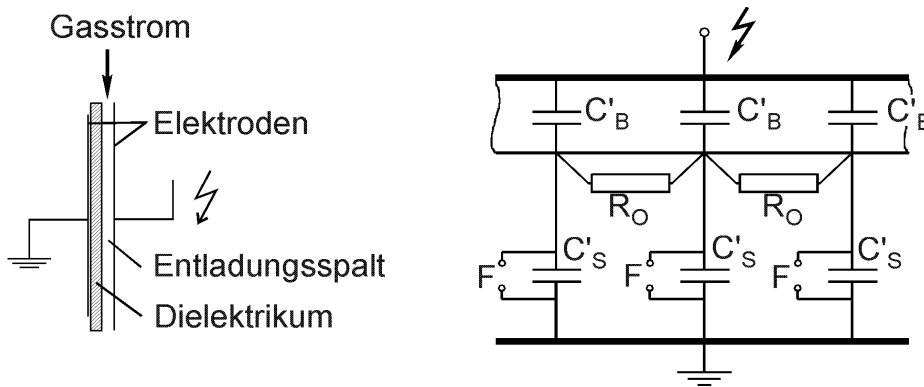 Gasstrom
Elektroden
Entladungsspalt
Dielektrikum
C'B C'B C'B
RO RO
C'S C'S C'S
F F F